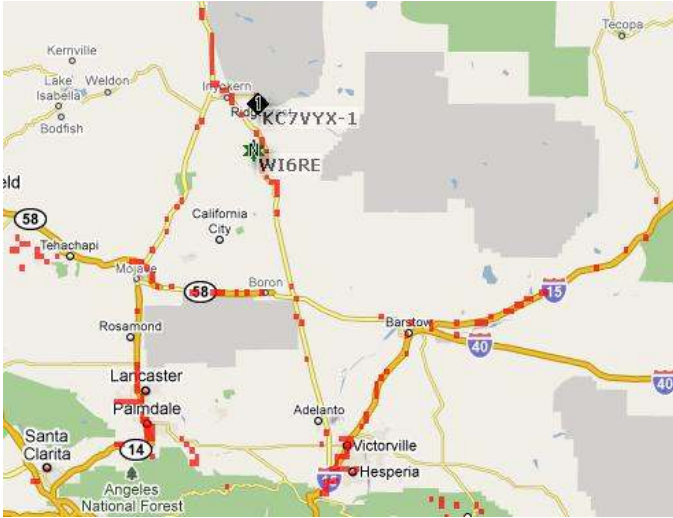 Tecopa
Kernville
Lake
Isabella
Weldon
Bodfish
Inyokern
1
KC7VYX-1
N
WI6RE
eld
58
California
City
Tehachapi
Mojave
58
Boron
15
Rosamond
Barstow
40
40
Lancaster
Palmdale
Adelanto
14
Santa
Clarita
Victorville
Hesperia
Angeles
National Forest